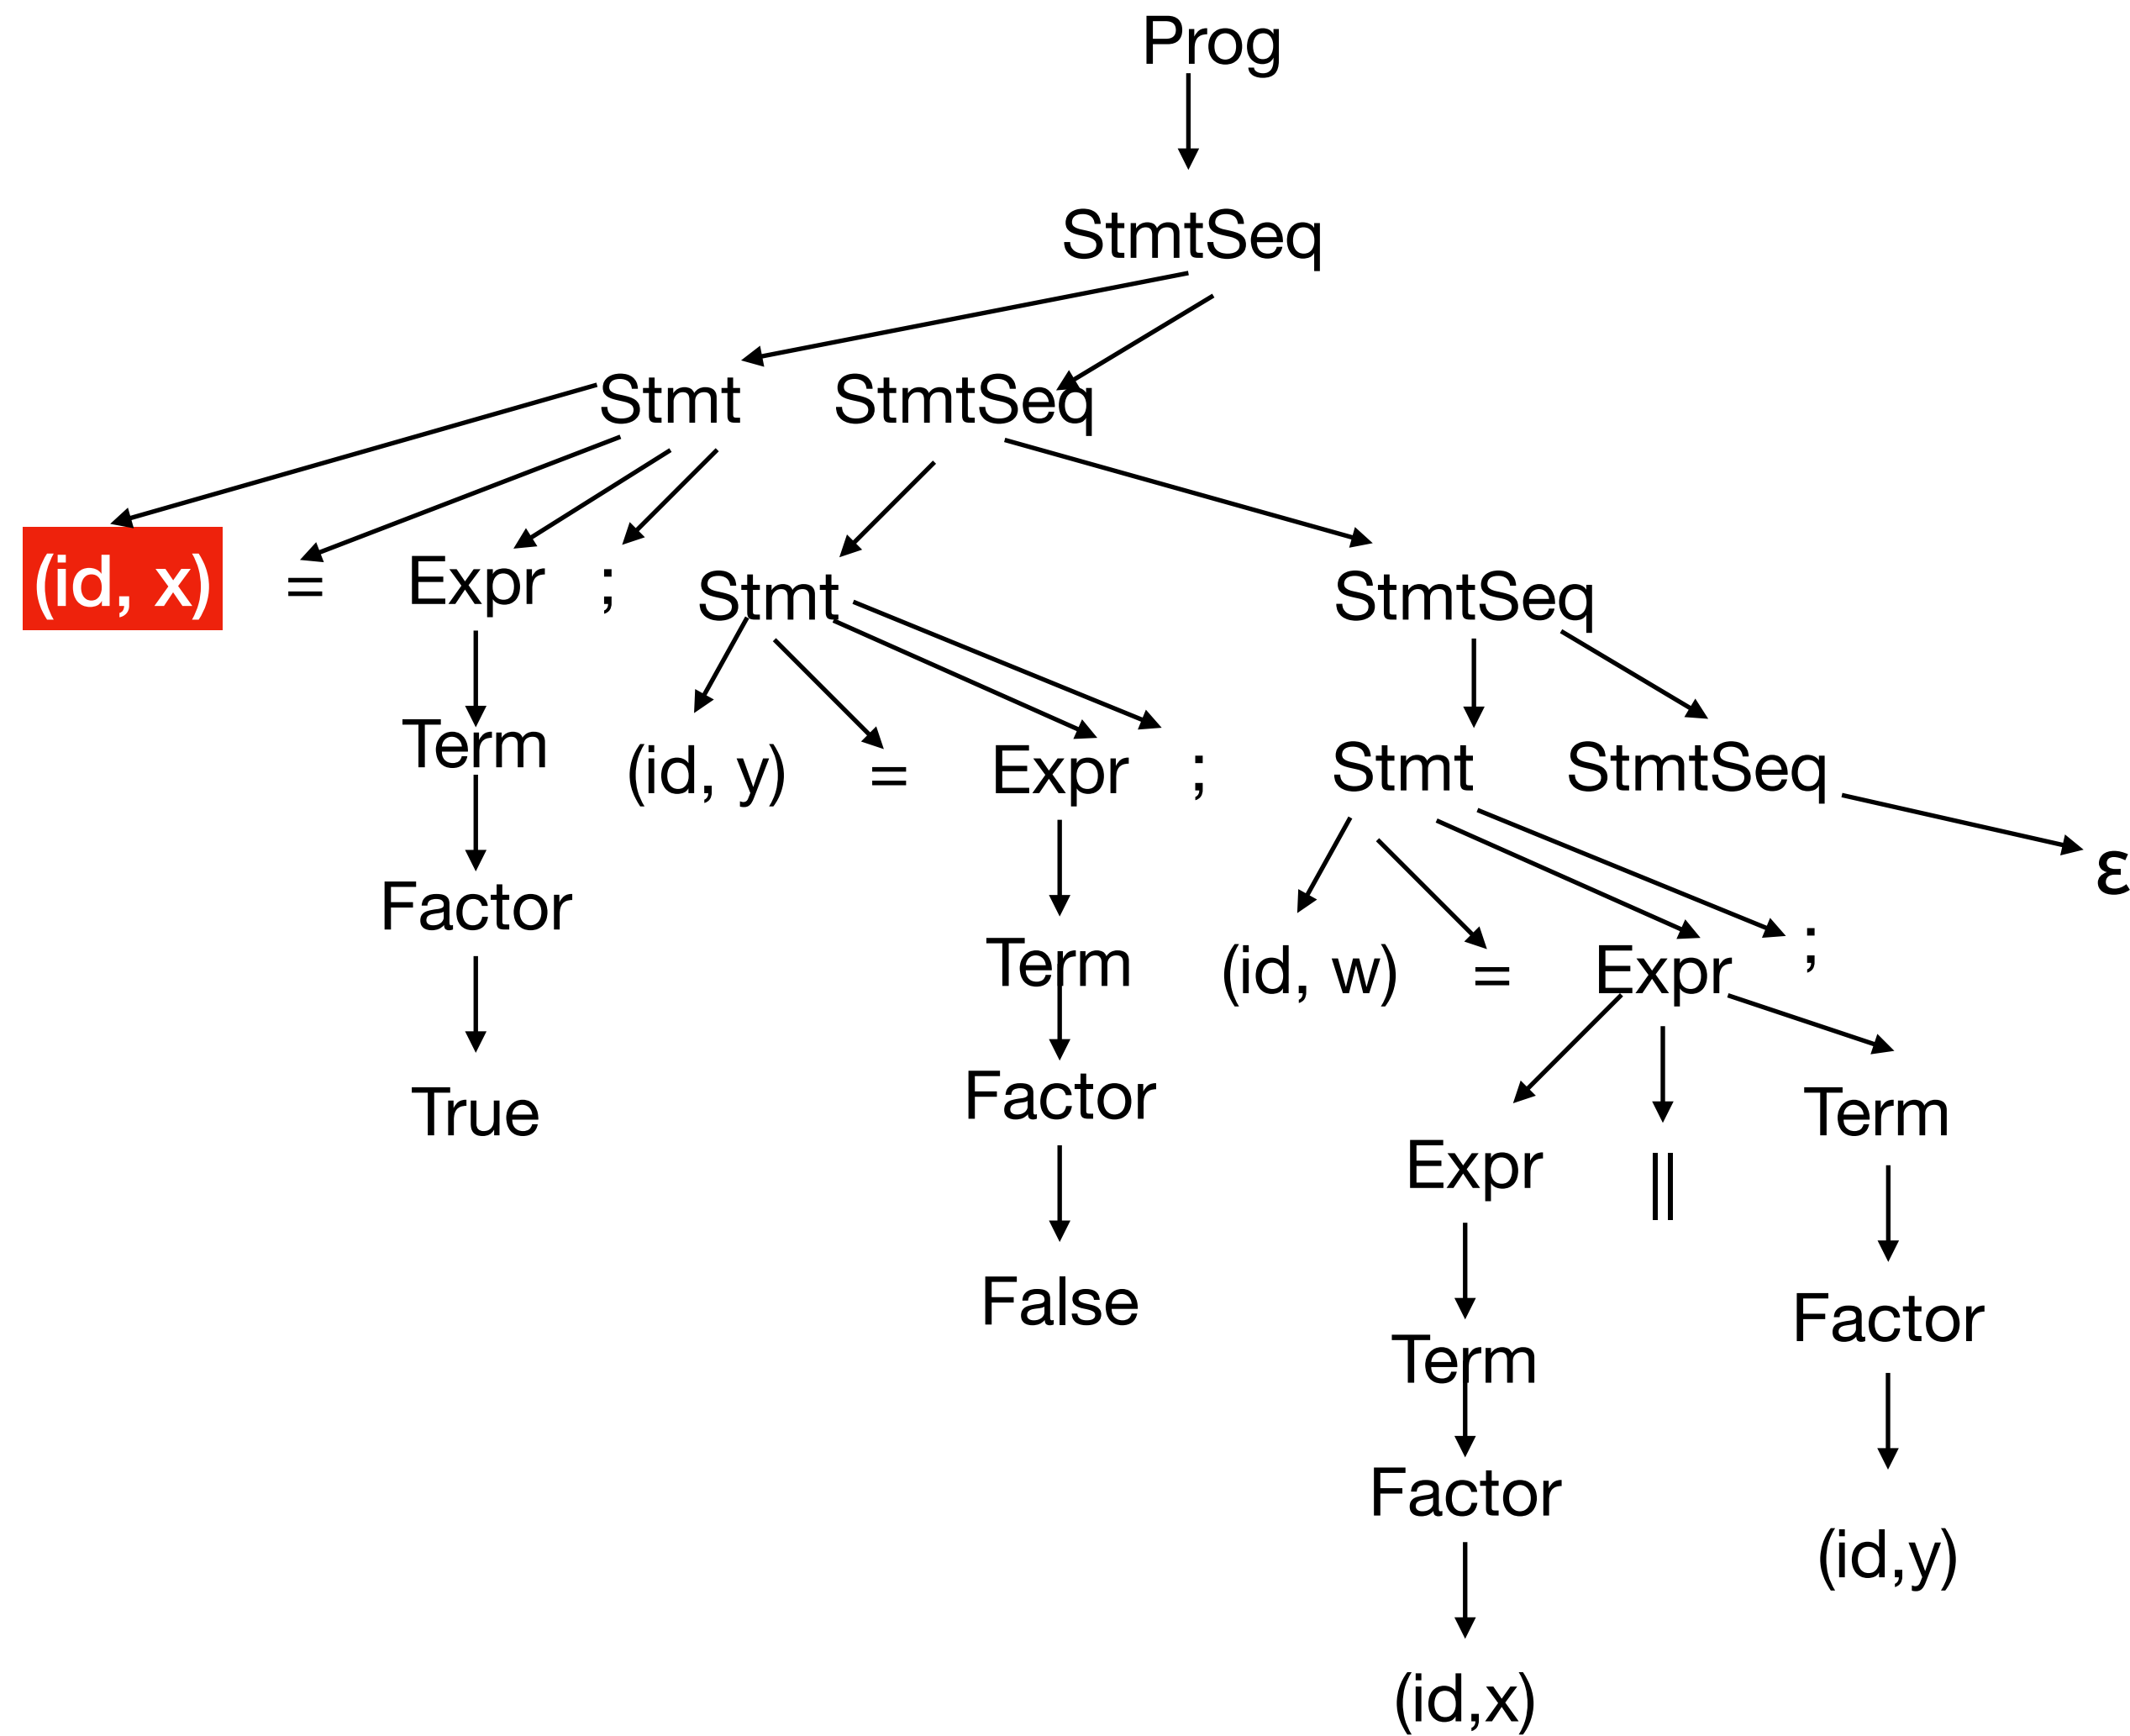 Prog
StmtSeq
Stmt StmtSeq
(id, x) = Expr ; Stmt StmtSeq
Term (id, y) = Expr ; Stmt StmtSeq
ε
Factor
Term (id, w) = Expr ;
True Factor Term
Expr ||
False Factor
Term
Factor
(id,y)
(id,x)